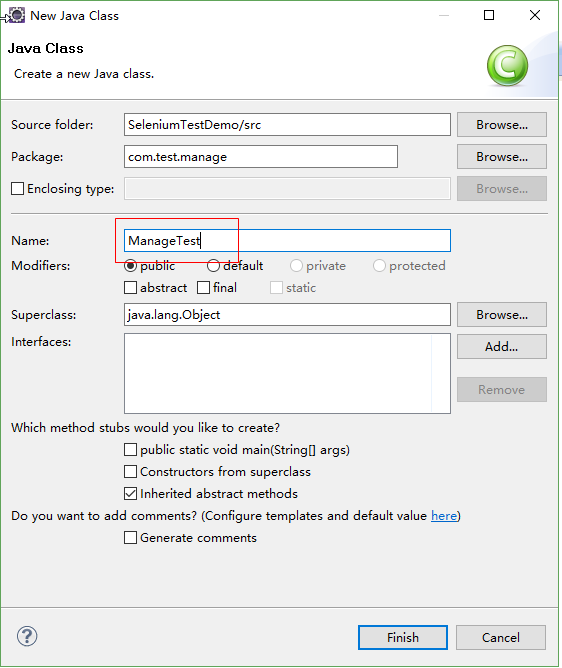 New Java Class
Java Class
Create a new Java class.
Source folder: SeleniumTestDemo/src Browse...
Package: com.test.manage Browse...
Enclosing type: Browse...
Name: ManageTest
Modifiers: public default private protected
abstract final static
Superclass: java.lang.Object Browse...
Interfaces: Add...
Remove
Which method stubs would you like to create?
public static void main(String[] args)
Constructors from superclass
Inherited abstract methods
Do you want to add comments? (Configure templates and default value here)
Generate comments
? Finish Cancel